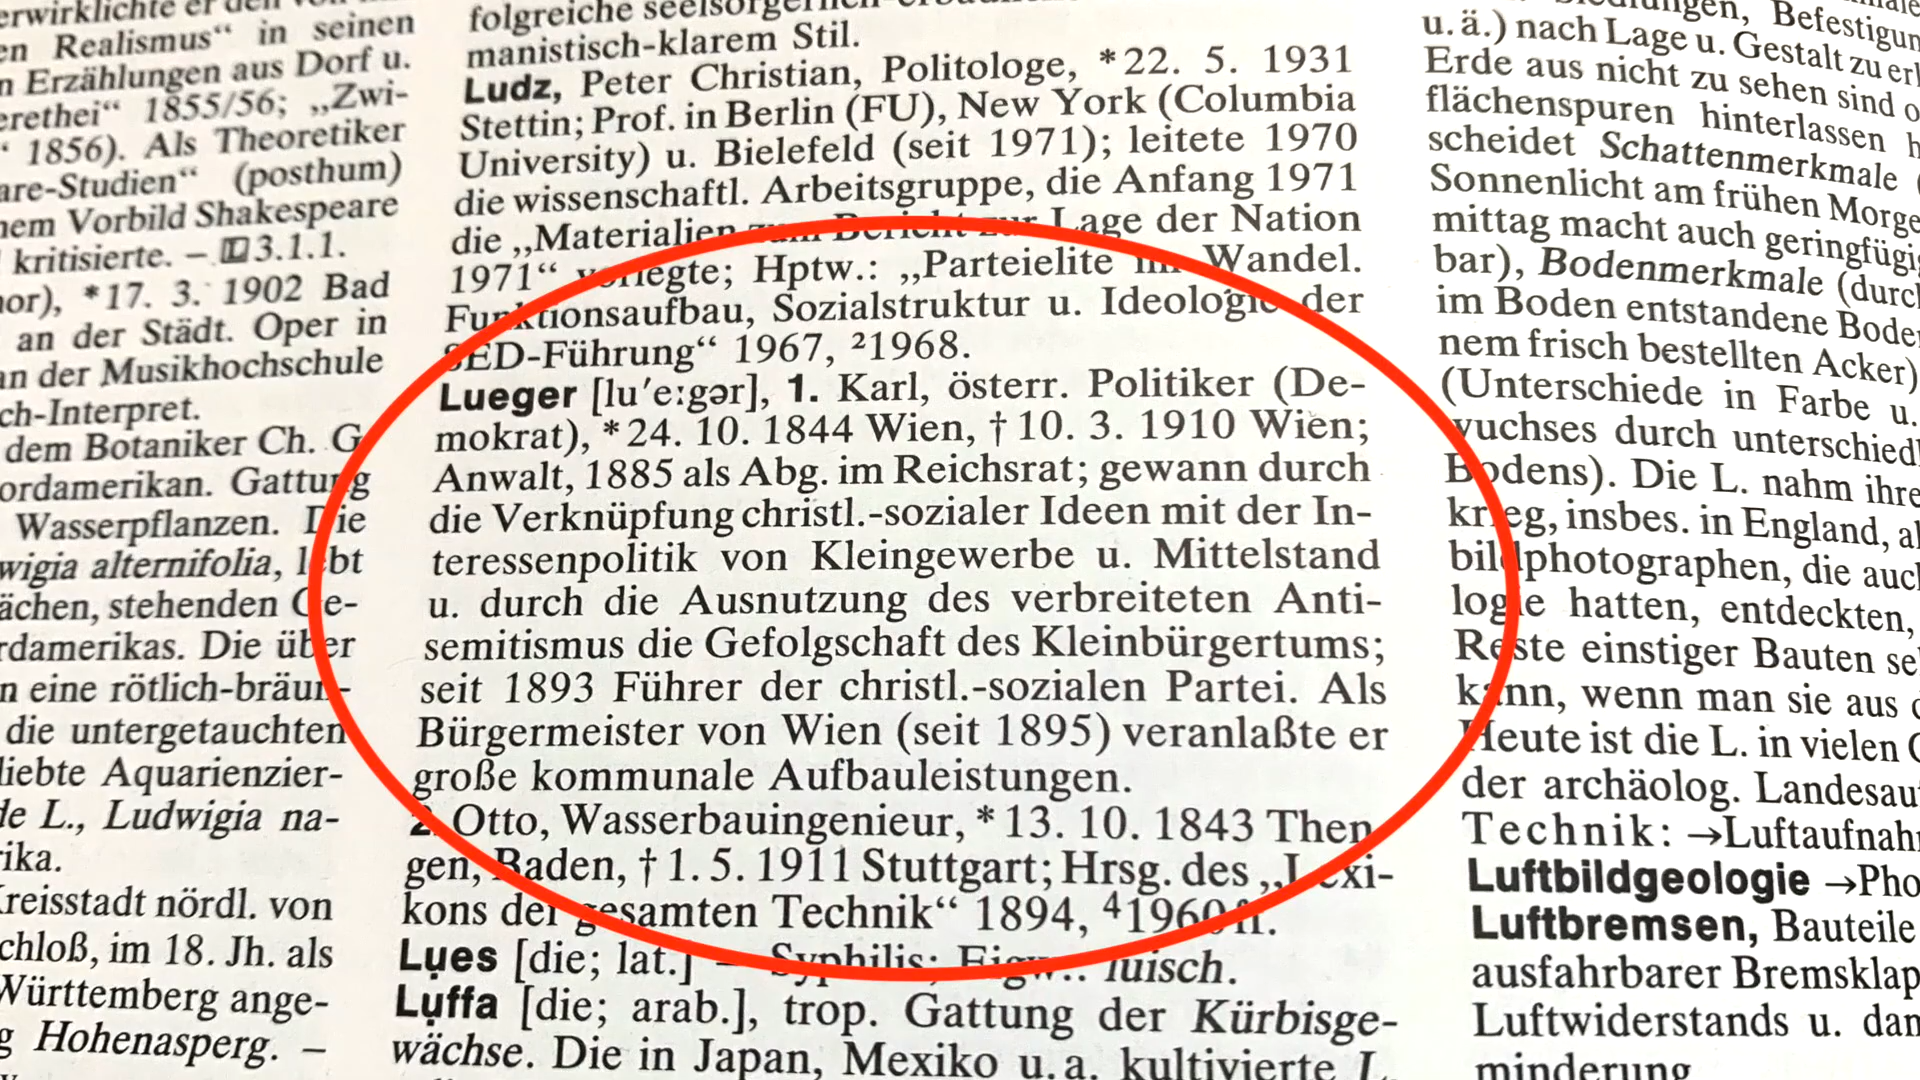 erwirklichte er den
en Realismus“ in seinen
n Erzählungen aus Dorf u.
erethei“ 1855/56; „Zwi-
“ 1856). Als Theoretiker
are-Studien“ (posthum)
nem Vorbild Shakespeare
kritisierte. – L 3.1.1.
or), *17. 3. 1902 Bad
an der Städt. Oper in
an der Musikhochschule
ch-Interpret.
dem Botaniker Ch. G
ordamerikan. Gattung
Wasserpflanzen. Die
wigia alternifolia, lebt
ächen, stehenden Ge-
rdamerikas. Die über
n eine rötlich-bräun-
die untergetauchten
liebte Aquarienzier-
de L., Ludwigia na-
ika.
Kreisstadt nördl. von
chloß, im 18. Jh. als
Württemberg ange-
g Hohenasperg. –
folgreiche
manistisch-klarem Stil.
Ludz, Peter Christian, Politologe, *22. 5. 1931
Stettin; Prof. in Berlin (FU), New York (Columbia
University) u. Bielefeld (seit 1971); leitete 1970
die wissenschaftl. Arbeitsgruppe, die Anfang 1971
die „Materialien zum Bericht zur Lage der Nation
1971“ vorlegte; Hptw.: „Parteielite im Wandel.
Funktionsaufbau, Sozialstruktur u. Ideologie der
SED-Führung“ 1967, ²1968.
Lueger [lu'e:gər], 1. Karl, österr. Politiker (De-
mokrat), *24. 10. 1844 Wien, †10. 3. 1910 Wien;
Anwalt, 1885 als Abg. im Reichsrat; gewann durch
die Verknüpfung christl.-sozialer Ideen mit der In-
teressenpolitik von Kleingewerbe u. Mittelstand
u. durch die Ausnutzung des verbreiteten Anti-
semitismus die Gefolgschaft des Kleinbürgertums;
seit 1893 Führer der christl.-sozialen Partei. Als
Bürgermeister von Wien (seit 1895) veranlaßte er
große kommunale Aufbauleistungen.
2. Otto, Wasserbauingenieur, *13. 10. 1843 Then
gen, Baden, †1. 5. 1911 Stuttgart; Hrsg. des „Lexi-
kons der gesamten Technik“ 1894, ⁴1960 ff.
Lues [die; lat.] – Syphilis; Eigw.: luisch.
Luffa [die; arab.], trop. Gattung der Kürbisge-
wächse. Die in Japan, Mexiko u. a. kultivierte L.
Befestigun
u. ä.) nach Lage u. Gestalt zu erl
Erde aus nicht zu sehen sind o
flächenspuren hinterlassen h
scheidet Schattenmerkmale (
Sonnenlicht am frühen Morge
mittag macht auch geringfügi
bar), Bodenmerkmale (durch
im Boden entstandene Boden
nem frisch bestellten Acker)
(Unterschiede in Farbe u.
wuchses durch unterschiedl
Bodens). Die L. nahm ihre
krieg, insbes. in England, al
bildphotographen, die auch
logie hatten, entdeckten,
Reste einstiger Bauten se
kann, wenn man sie aus d
Heute ist die L. in vielen
der archäolog. Landesau
Technik: →Luftaufnah
Luftbildgeologie →Pho
Luftbremsen, Bauteile
ausfahrbarer Bremsklap
Luftwiderstands u. dam
minderung